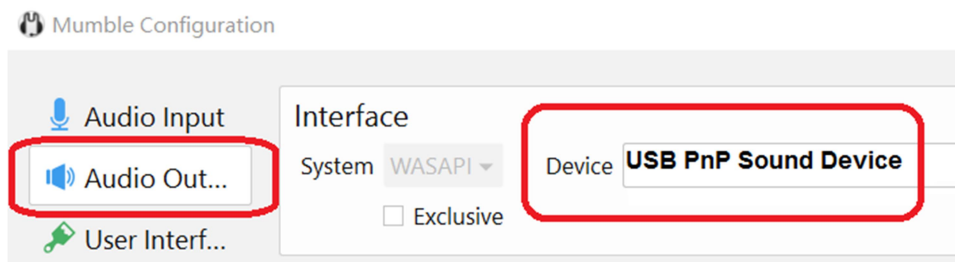 Mumble Configuration
Audio Input
Audio Out...
User Interf...
Interface
System WASAPI Device USB PnP Sound Device
Exclusive